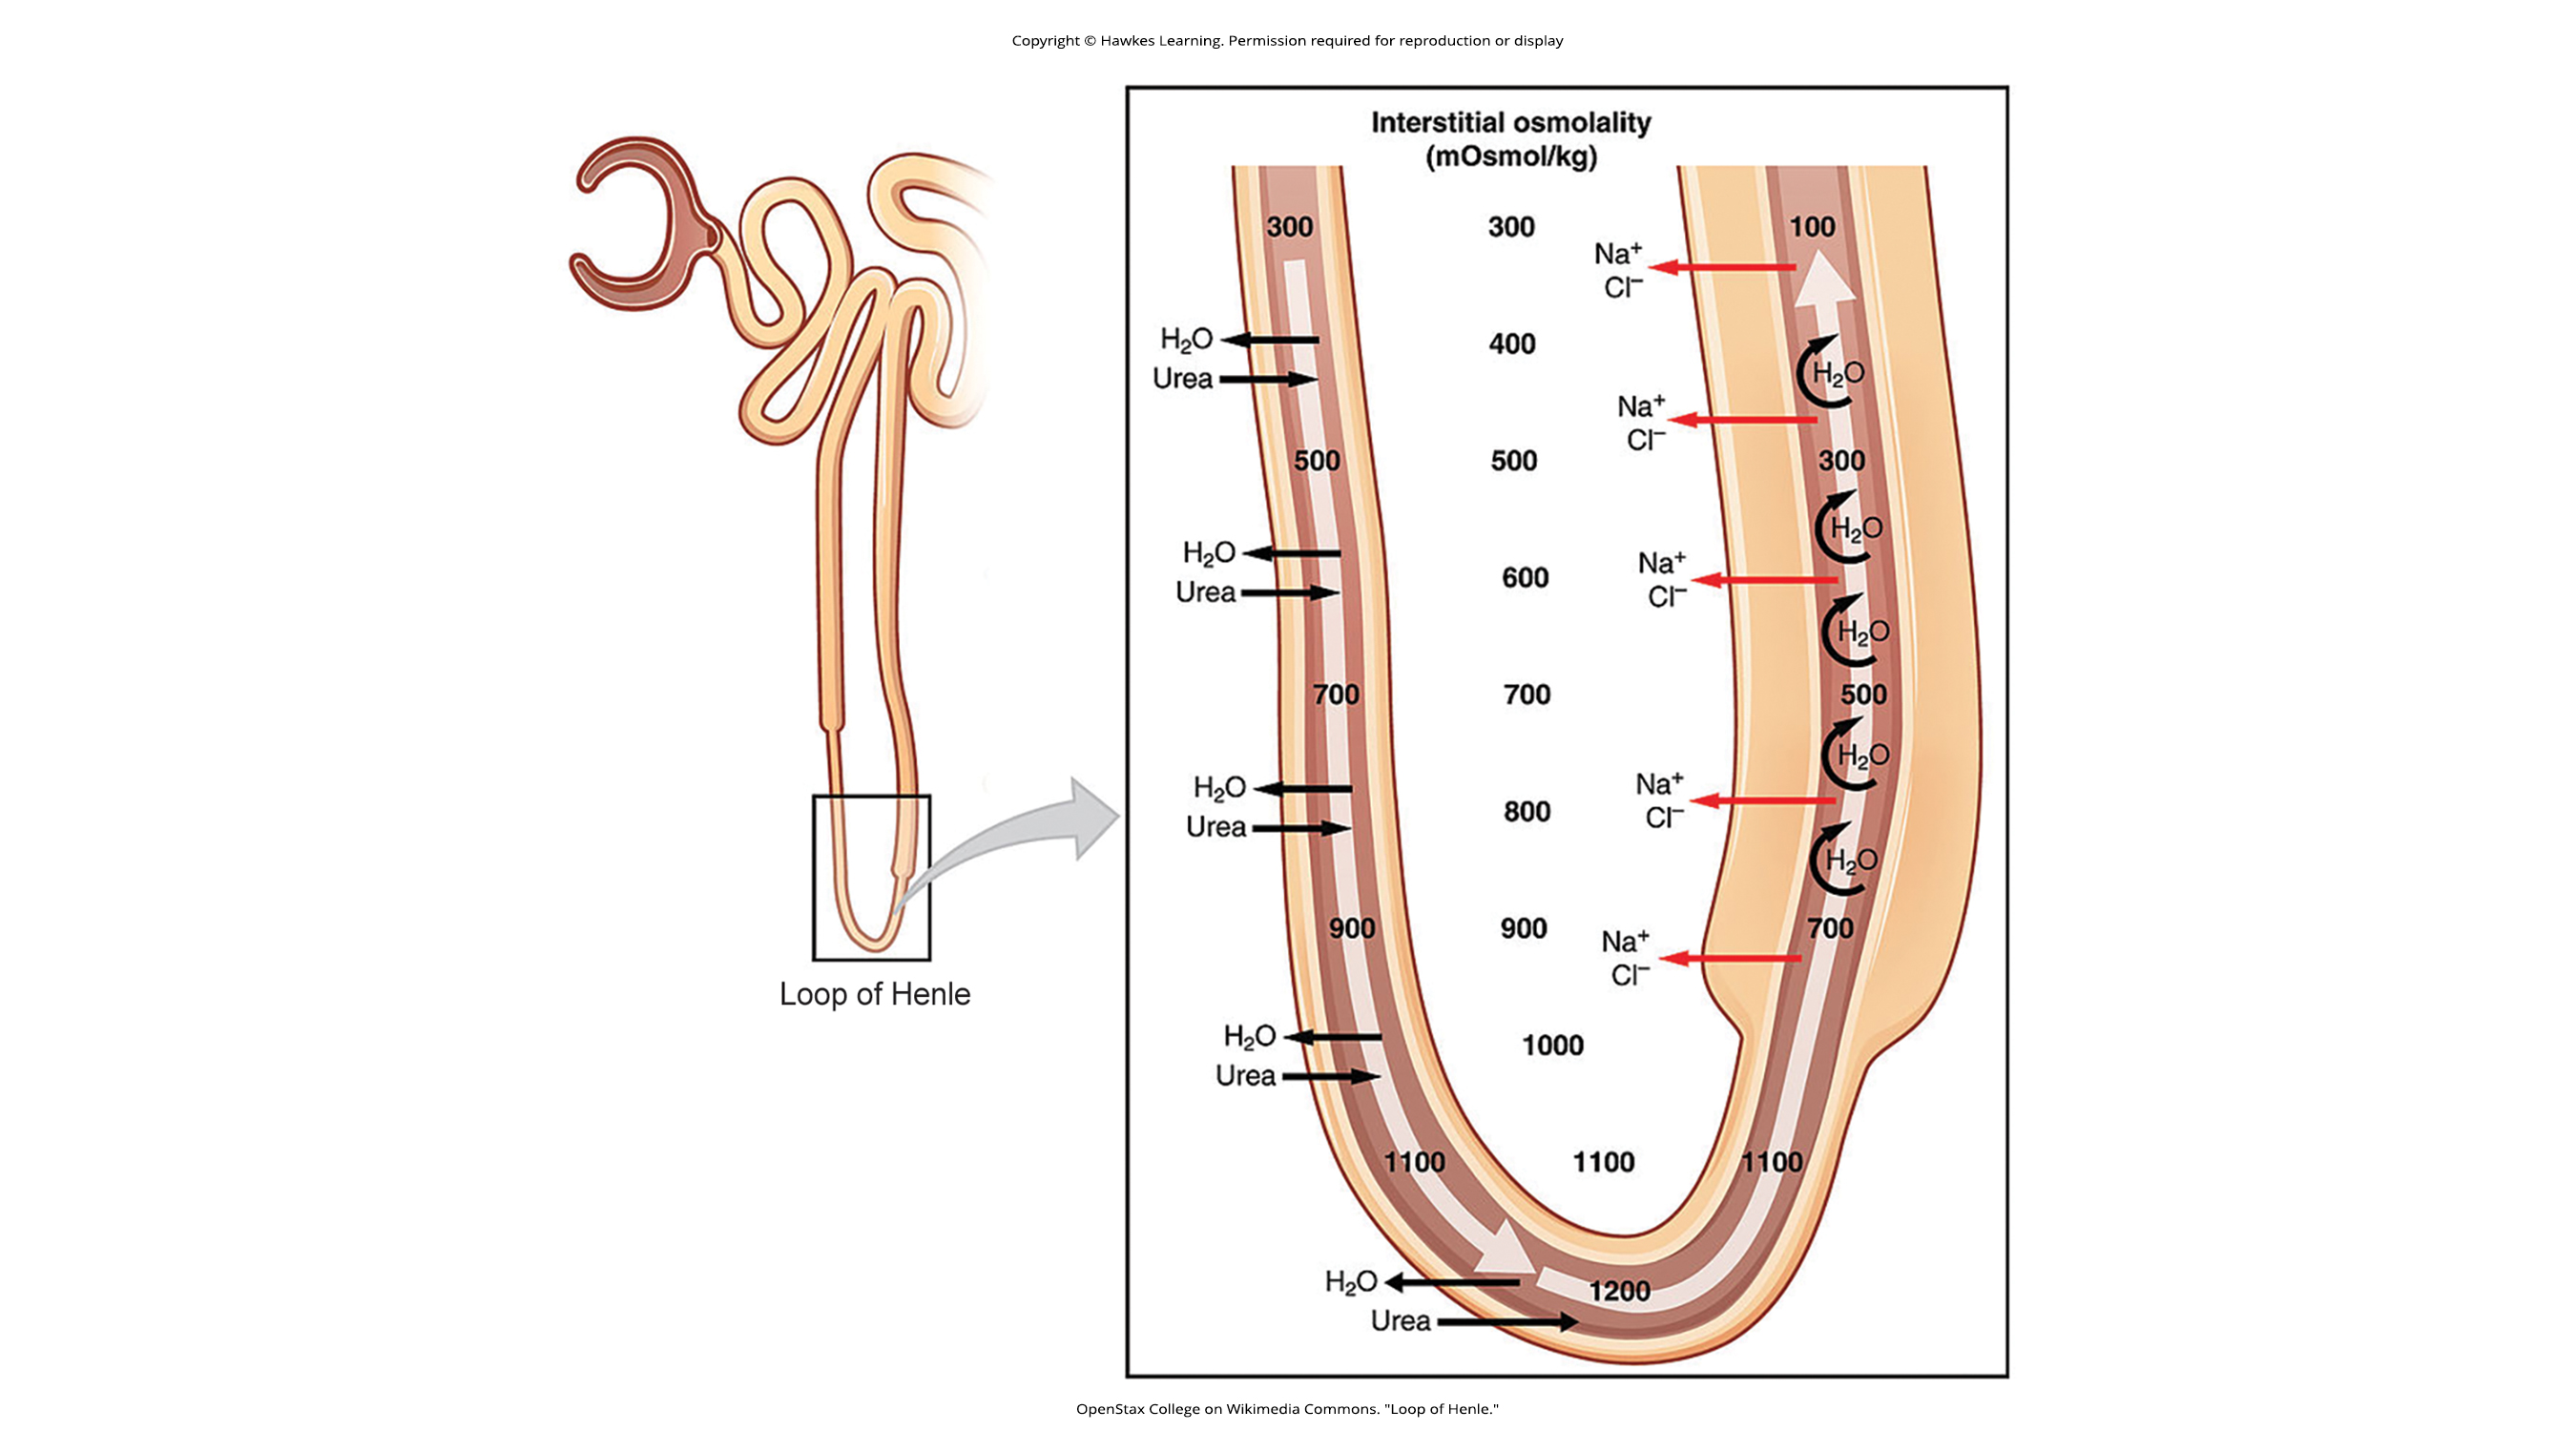 Copyright © Hawkes Learning. Permission required for reproduction or display
Interstitial osmolality
(mOsmol/kg)
300 300 100
Na⁺
Cl⁻
H₂O
400
Urea
H₂O
Na⁺
Cl⁻
500 500 300
H₂O
H₂O
Na⁺
Cl⁻
600
Urea
H₂O
700 700 500
H₂O
H₂O
Na⁺
Cl⁻
800
Urea
H₂O
900 900 700
Na⁺
Cl⁻
Loop of Henle
H₂O
1000
Urea
1100 1100 1100
H₂O
1200
Urea
OpenStax College on Wikimedia Commons. "Loop of Henle."